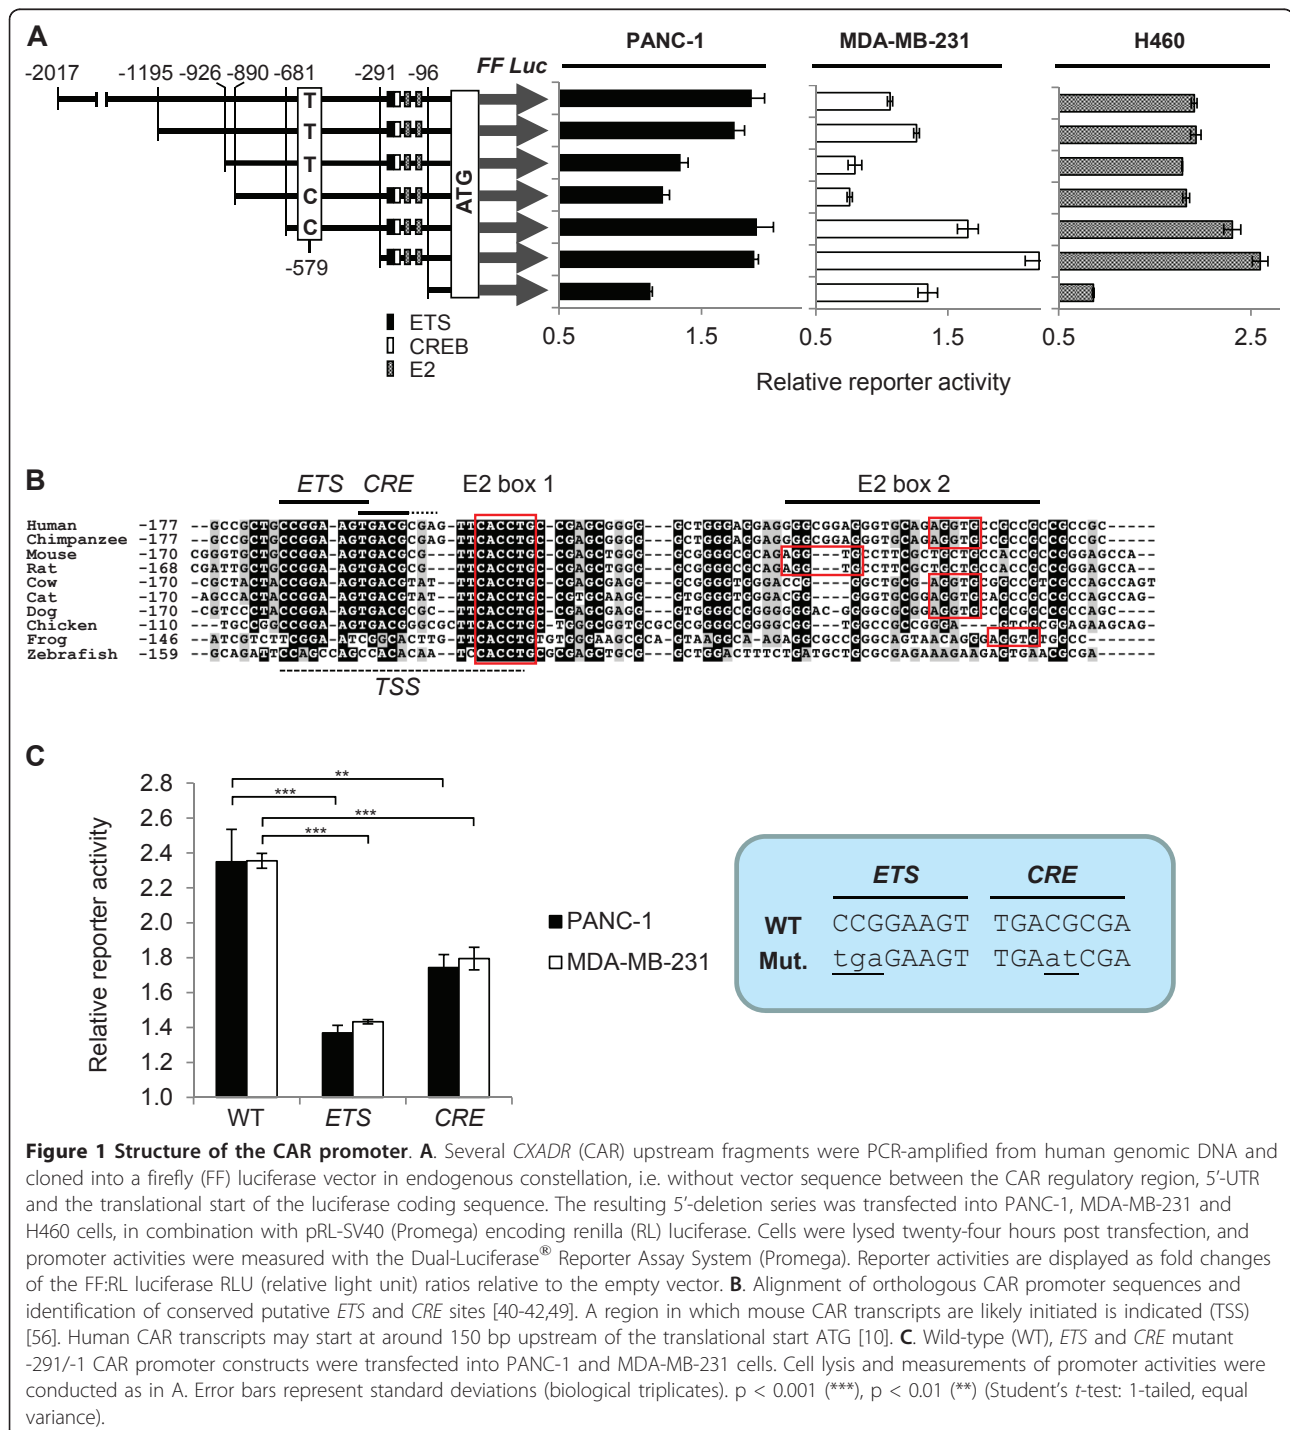 A
PANC-1
MDA-MB-231
H460
-2017
-1195
-926
-890
-681
-291
-96
FF Luc
T
T
T
C
C
ATG
-579
ETS
CREB
E2
0.5
1.5
0.5
1.5
0.5
2.5
Relative reporter activity
B
ETS
CRE
E2 box 1
E2 box 2
Human -177
Chimpanzee -177
Mouse -170
Rat -168
Cow -170
Cat -170
Dog -170
Chicken -110
Frog -146
Zebrafish -159
TSS
C
2.8
2.6
2.4
2.2
2.0
1.8
1.6
1.4
1.2
1.0
Relative reporter activity
**
***
***
***
WT
ETS
CRE
PANC-1
MDA-MB-231
ETS CRE
WT CCGGAAGT TGACGCGA
Mut. tgaGAAGT TGAatCGA
Figure 1 Structure of the CAR promoter. A. Several CXADR (CAR) upstream fragments were PCR-amplified from human genomic DNA and
cloned into a firefly (FF) luciferase vector in endogenous constellation, i.e. without vector sequence between the CAR regulatory region, 5'-UTR
and the translational start of the luciferase coding sequence. The resulting 5'-deletion series was transfected into PANC-1, MDA-MB-231 and
H460 cells, in combination with pRL-SV40 (Promega) encoding renilla (RL) luciferase. Cells were lysed twenty-four hours post transfection, and
promoter activities were measured with the Dual-Luciferase® Reporter Assay System (Promega). Reporter activities are displayed as fold changes
of the FF:RL luciferase RLU (relative light unit) ratios relative to the empty vector. B. Alignment of orthologous CAR promoter sequences and
identification of conserved putative ETS and CRE sites [40-42,49]. A region in which mouse CAR transcripts are likely initiated is indicated (TSS)
[56]. Human CAR transcripts may start at around 150 bp upstream of the translational start ATG [10]. C. Wild-type (WT), ETS and CRE mutant
-291/-1 CAR promoter constructs were transfected into PANC-1 and MDA-MB-231 cells. Cell lysis and measurements of promoter activities were
conducted as in A. Error bars represent standard deviations (biological triplicates). p < 0.001 (***), p < 0.01 (**) (Student's t-test: 1-tailed, equal
variance).